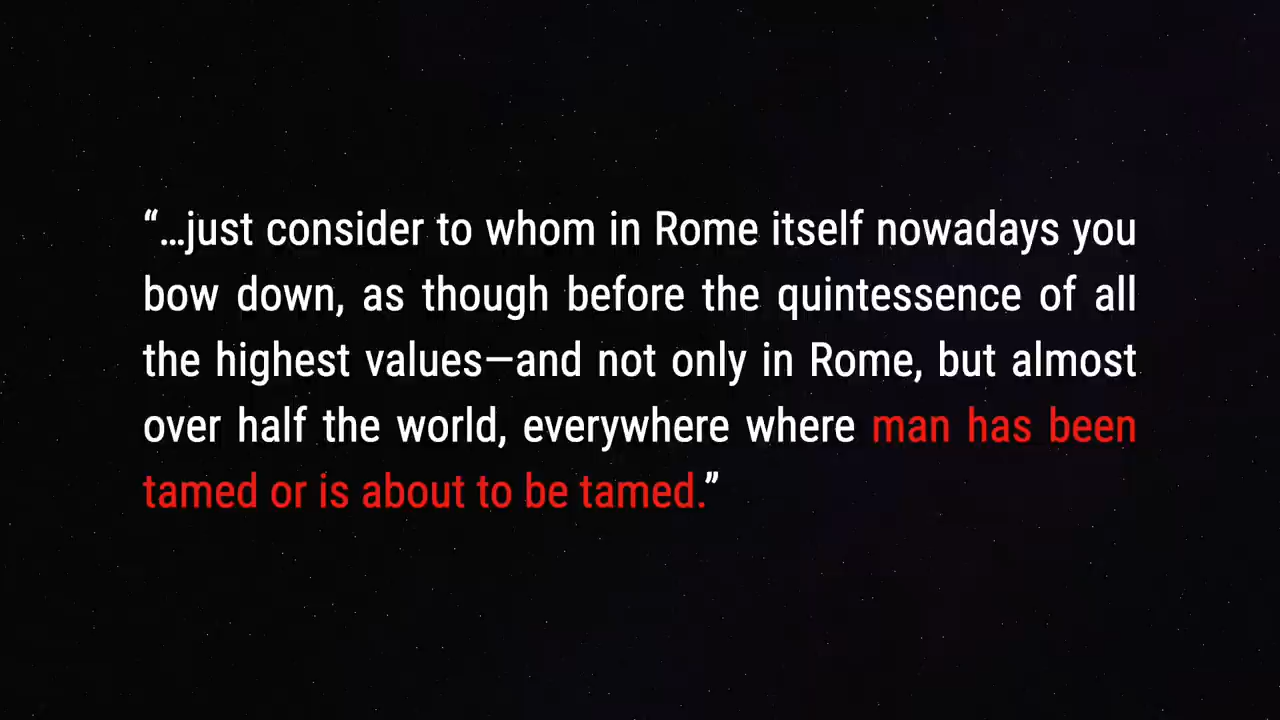 “…just consider to whom in Rome itself nowadays you
bow down, as though before the quintessence of all
the highest values—and not only in Rome, but almost
over half the world, everywhere where man has been
tamed or is about to be tamed.”